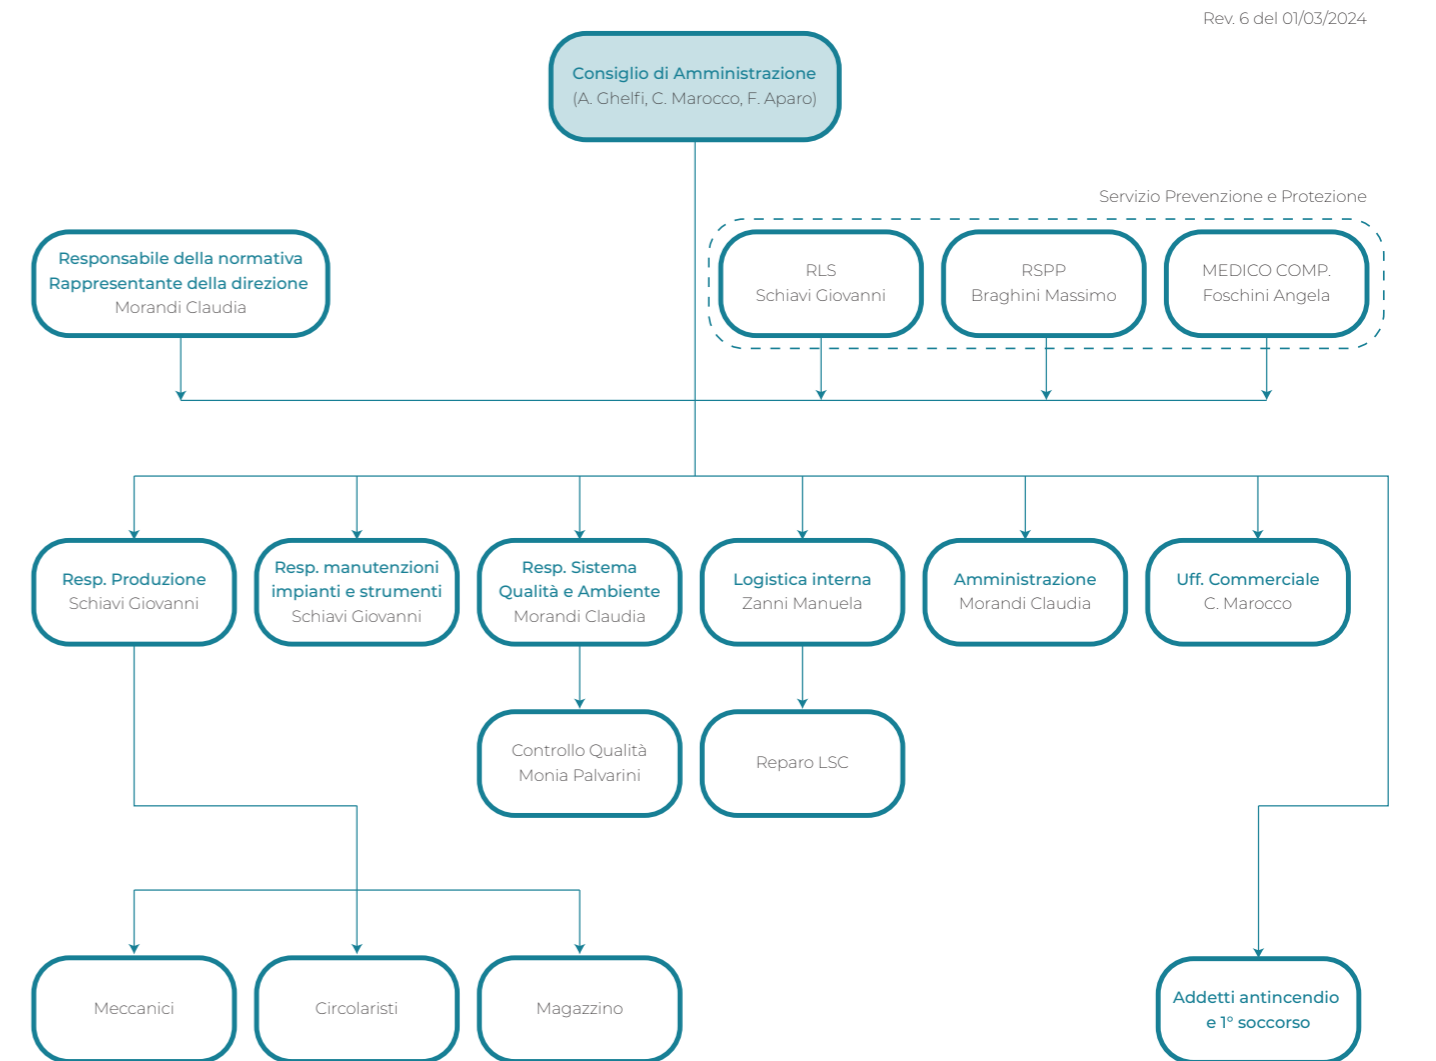 Rev. 6 del 01/03/2024
Consiglio di Amministrazione
(A. Ghelfi, C. Marocco, F. Aparo)
Servizio Prevenzione e Protezione
Responsabile della normativa
Rappresentante della direzione
Morandi Claudia
RLS
Schiavi Giovanni
RSPP
Braghini Massimo
MEDICO COMP.
Foschini Angela
Resp. Produzione
Schiavi Giovanni
Resp. manutenzioni
impianti e strumenti
Schiavi Giovanni
Resp. Sistema
Qualità e Ambiente
Morandi Claudia
Logistica interna
Zanni Manuela
Amministrazione
Morandi Claudia
Uff. Commerciale
C. Marocco
Controllo Qualità
Monia Palvarini
Reparo LSC
Meccanici
Circolaristi
Magazzino
Addetti antincendio
e 1° soccorso